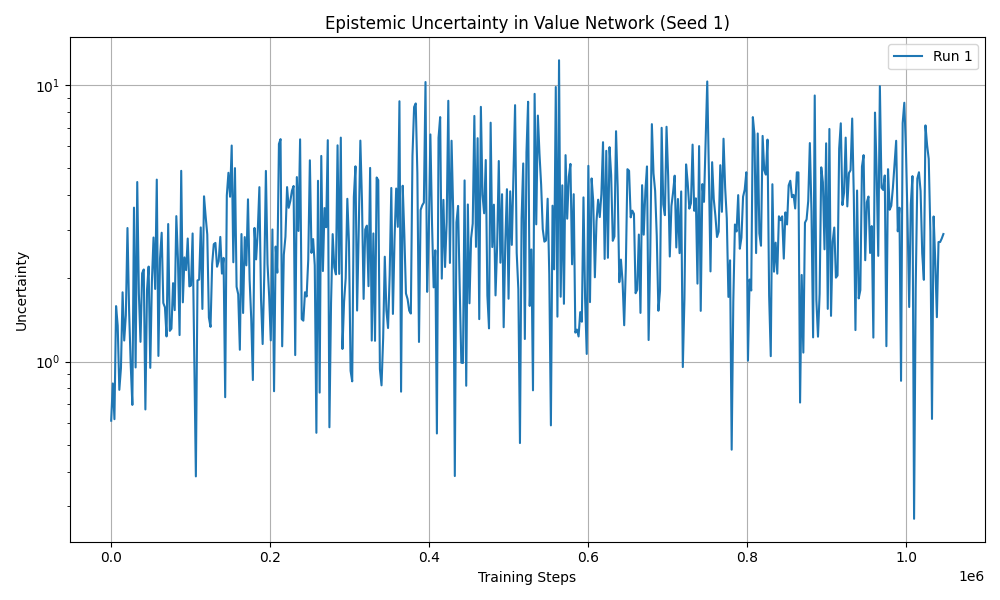 Epistemic Uncertainty in Value Network (Seed 1)
Run 1
10¹
10⁰
Uncertainty
0.0 0.2 0.4 0.6 0.8 1.0
1e6
Training Steps